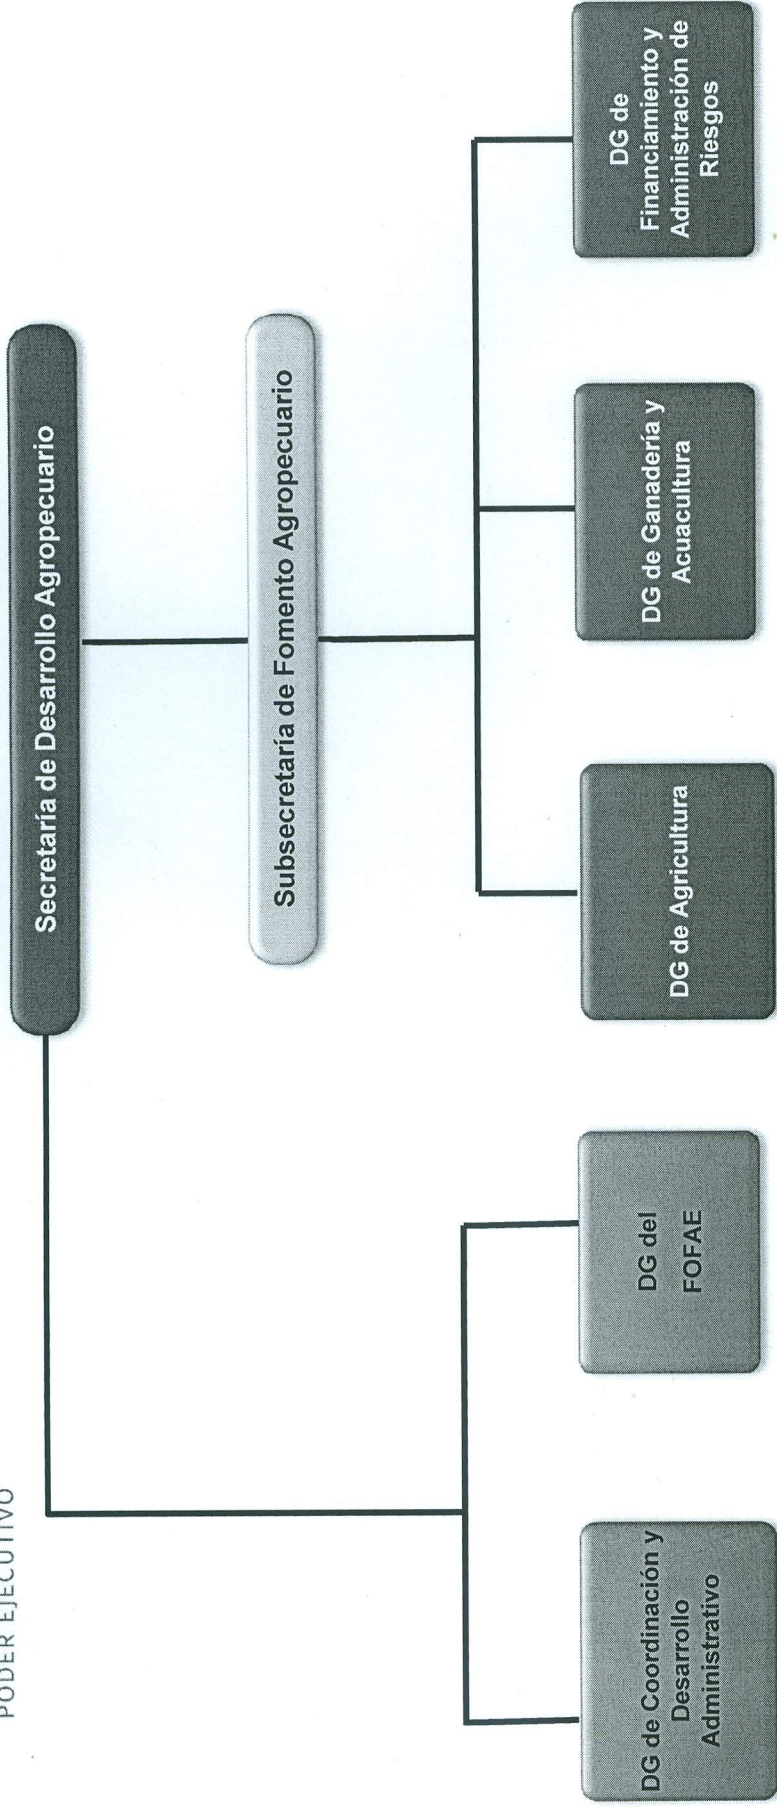 PODER EJECUTIVO
Secretaría de Desarrollo Agropecuario
Subsecretaría de Fomento Agropecuario
DG de Coordinación y
Desarrollo
Administrativo
DG del
FOFAE
DG de Agricultura
DG de Ganadería y
Acuacultura
DG de
Financiamiento y
Administración de
Riesgos